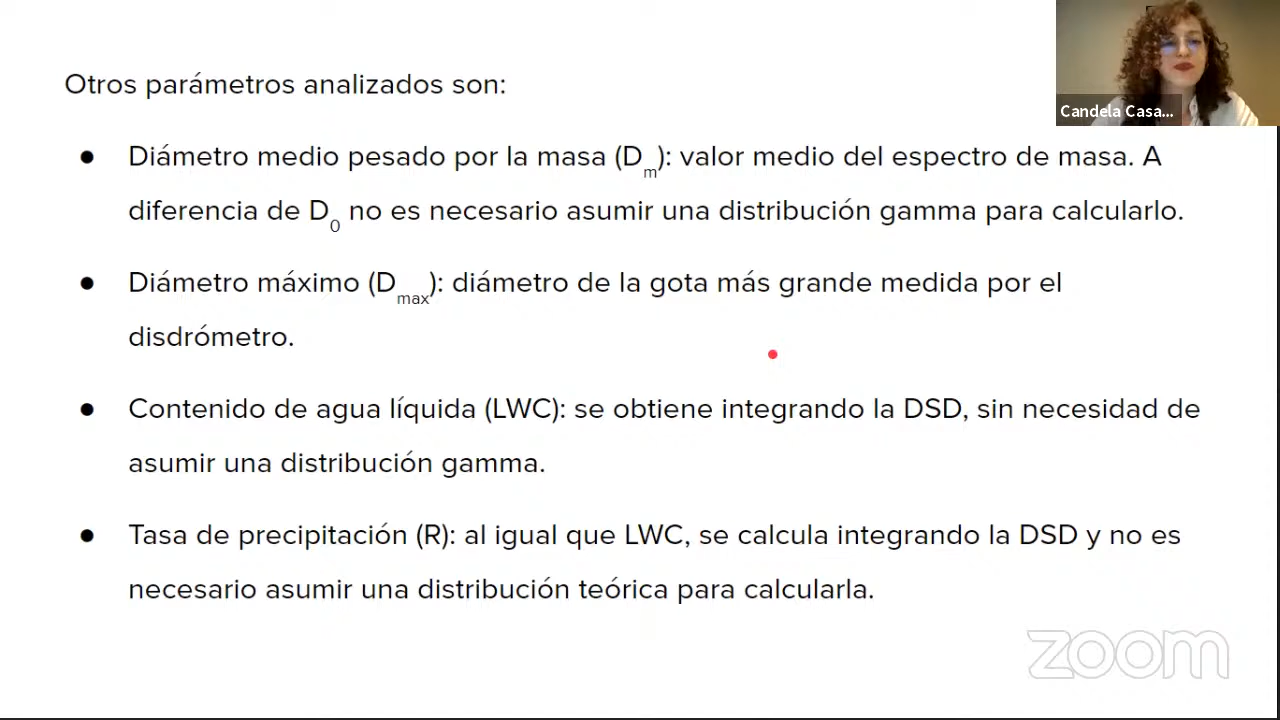 Otros parámetros analizados son:
Candela Casa...
● Diámetro medio pesado por la masa (Dm): valor medio del espectro de masa. A
diferencia de D0 no es necesario asumir una distribución gamma para calcularlo.
● Diámetro máximo (Dmax): diámetro de la gota más grande medida por el
disdrómetro.
● Contenido de agua líquida (LWC): se obtiene integrando la DSD, sin necesidad de
asumir una distribución gamma.
● Tasa de precipitación (R): al igual que LWC, se calcula integrando la DSD y no es
necesario asumir una distribución teórica para calcularla.
zoom